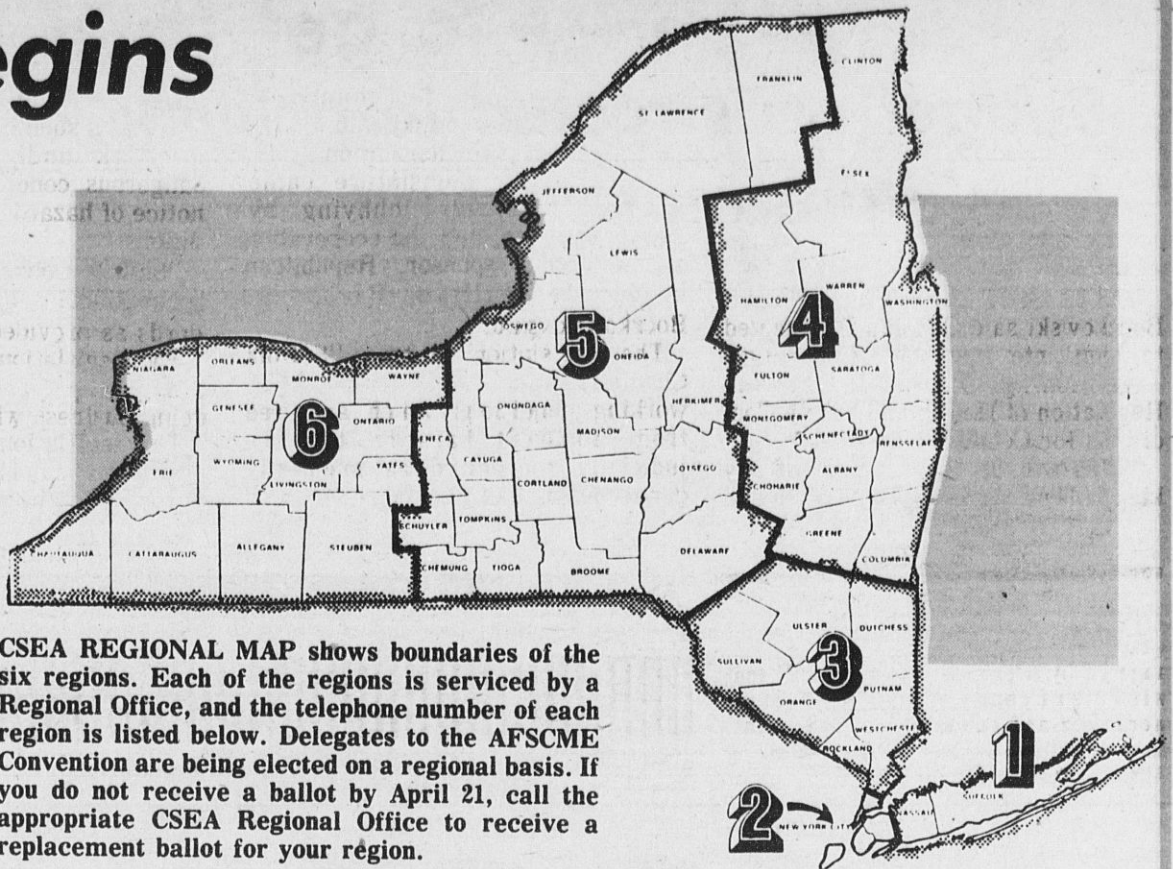 egins
CLINTON
FRANKLIN
ST. LAWRENCE
ESSEX
JEFFERSON
LEWIS
HAMILTON
WARREN
WASHINGTON
4
5
ONEIDA
HERKIMER
FULTON
SARATOGA
MONTGOMERY
SCHENECTADY
RENSSELAER
ALBANY
SCHOHARIE
GREENE
COLUMBIA
NIAGARA
ORLEANS
MONROE
WAYNE
GENESEE
6
ONTARIO
SENECA
ERIE
WYOMING
LIVINGSTON
YATES
CAYUGA
ONONDAGA
MADISON
CORTLAND
CHENANGO
OTSEGO
SCHUYLER
TOMPKINS
CHAUTAUQUA
CATTARAUGUS
ALLEGANY
STEUBEN
CHEMUNG
TIOGA
BROOME
DELAWARE
ULSTER
DUTCHESS
SULLIVAN
3
ORANGE
PUTNAM
WESTCHESTER
ROCKLAND
1
SUFFOLK
NASSAU
2
NEW YORK CITY
CSEA REGIONAL MAP shows boundaries of the
six regions. Each of the regions is serviced by a
Regional Office, and the telephone number of each
region is listed below. Delegates to the AFSCME
Convention are being elected on a regional basis. If
you do not receive a ballot by April 21, call the
appropriate CSEA Regional Office to receive a
replacement ballot for your region.